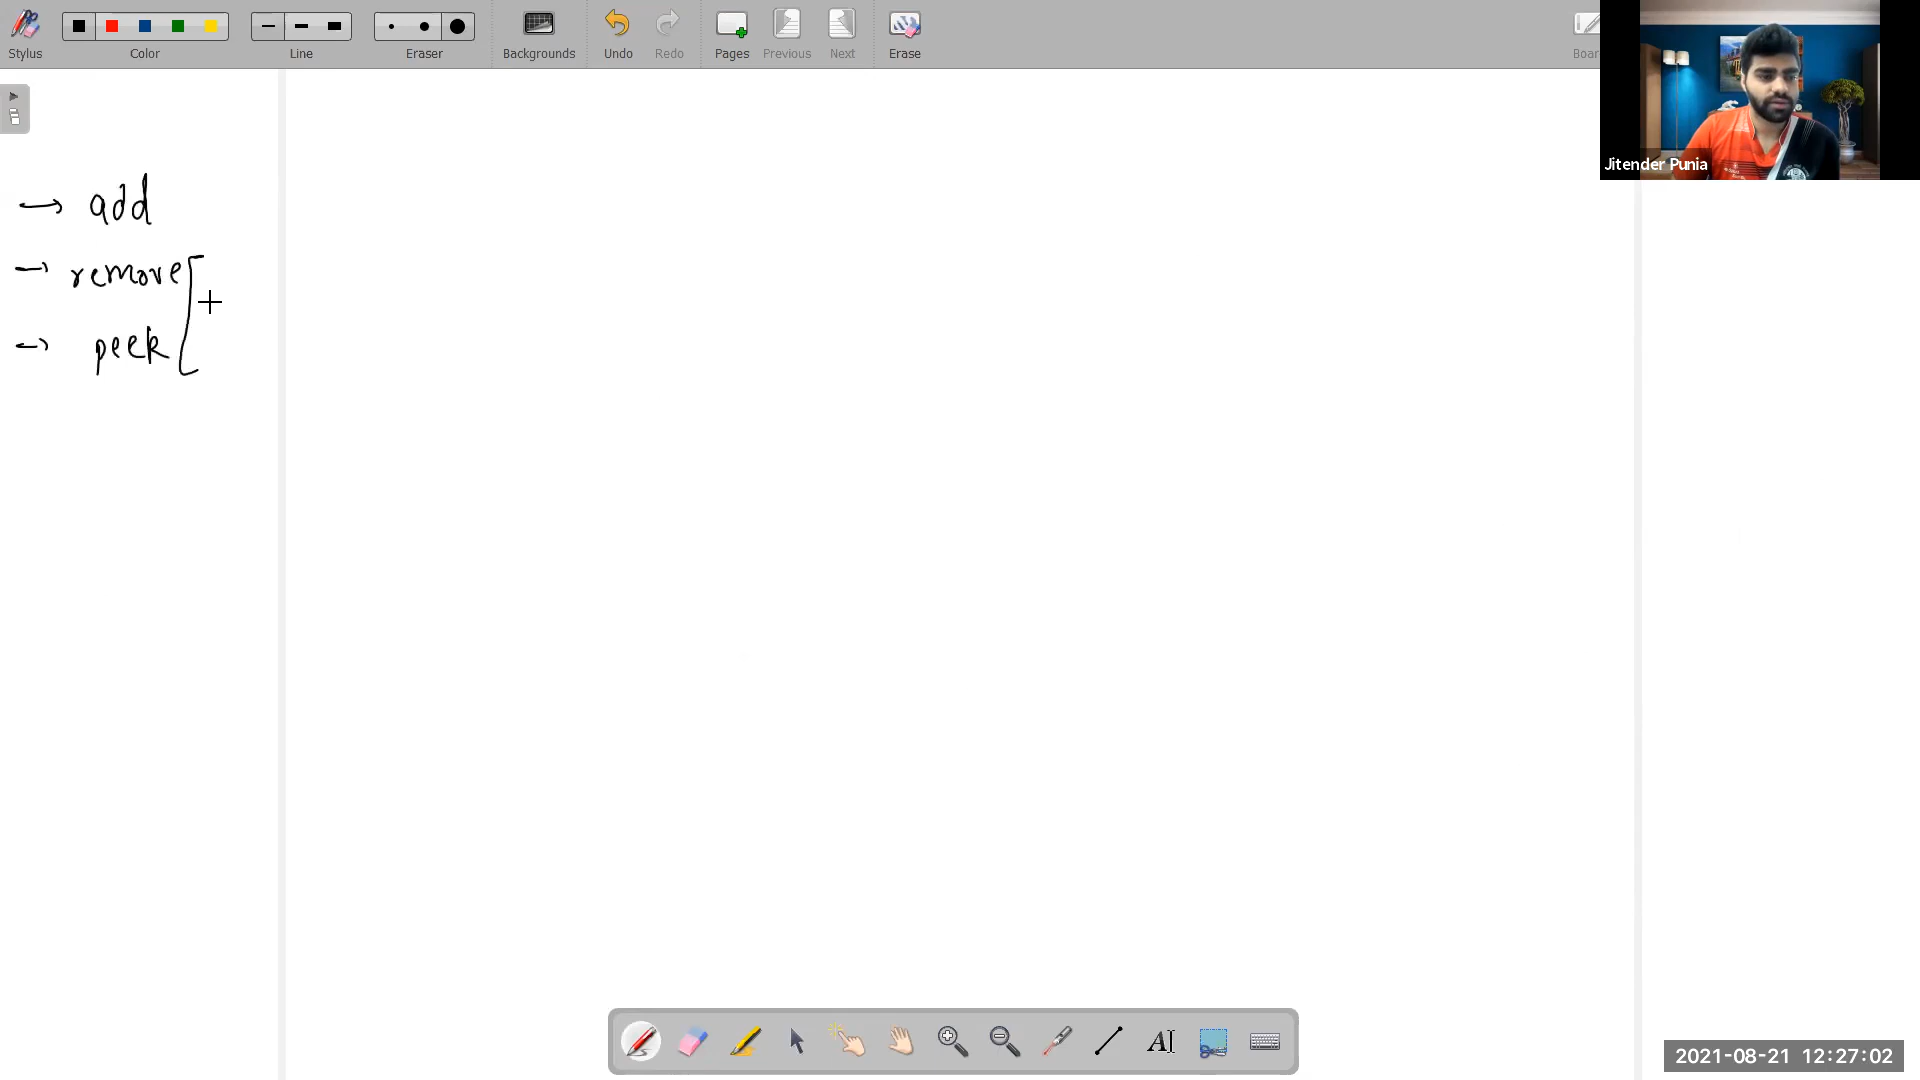 Stylus Color Line Eraser Backgrounds Undo Redo Pages Previous Next Erase
Jitender Punia
→ add
→ remove
→ peek
2021-08-21 12:27:02